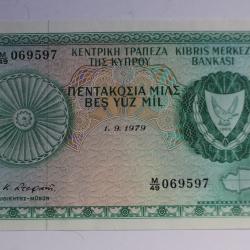 M/49 069597
ΚΕΝΤΡΙΚΗ ΤΡΑΠΕΖΑ
ΤΗΣ ΚΥΠΡΟΥ
KIBRIS MERKEZ
BANKASI
ΠΕΝΤΑΚΟΣΙΑ ΜΙΛΣ
BEŞ YÜZ MİL
1.9.1979
M/49 069597